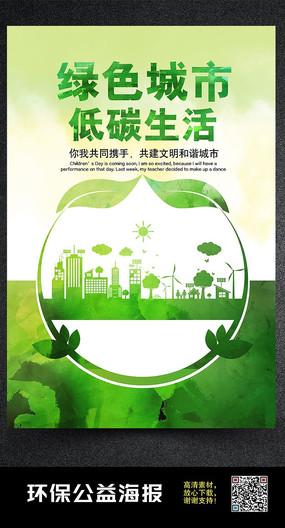 绿色城市
低碳生活
你我共同携手，共建文明和谐城市
Children's Day is coming soon, I am so excited, because I will have a
performance on that day. Last week, my teacher decided to make up a dance
环保公益海报
高清素材，
放心下载，
谢谢支持！